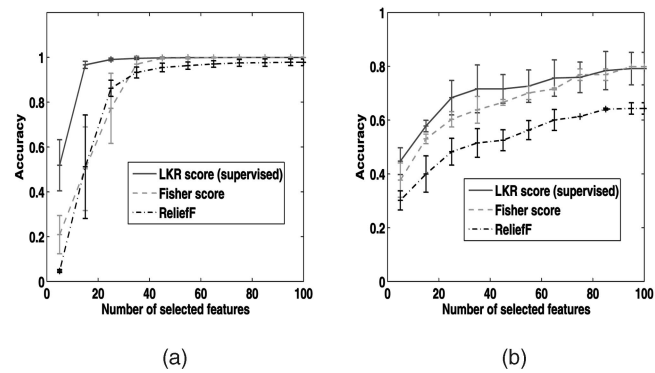 1
0.8
0.6
0.4
0.2
0
0 20 40 60 80 100
Accuracy
Number of selected features
LKR score (supervised)
Fisher score
ReliefF
(a)
1
0.8
0.6
0.4
0.2
0
0 20 40 60 80 100
Accuracy
Number of selected features
LKR score (supervised)
Fisher score
ReliefF
(b)